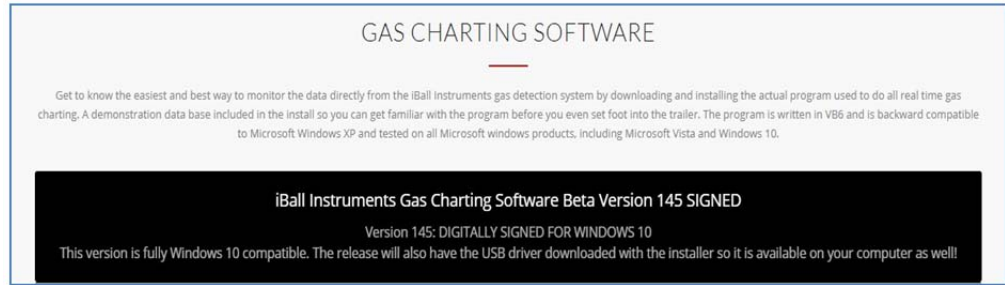 GAS CHARTING SOFTWARE
Get to know the easiest and best way to monitor the data directly from the iBall Instruments gas detection system by downloading and installing the actual program used to do all real time gas
charting. A demonstration data base included in the install so you can get familiar with the program before you even set foot into the trailer. The program is written in VB6 and is backward compatible
to Microsoft Windows XP and tested on all Microsoft windows products, including Microsoft Vista and Windows 10.
iBall Instruments Gas Charting Software Beta Version 145 SIGNED
Version 145: DIGITALLY SIGNED FOR WINDOWS 10
This version is fully Windows 10 compatible. The release will also have the USB driver downloaded with the installer so it is available on your computer as well!